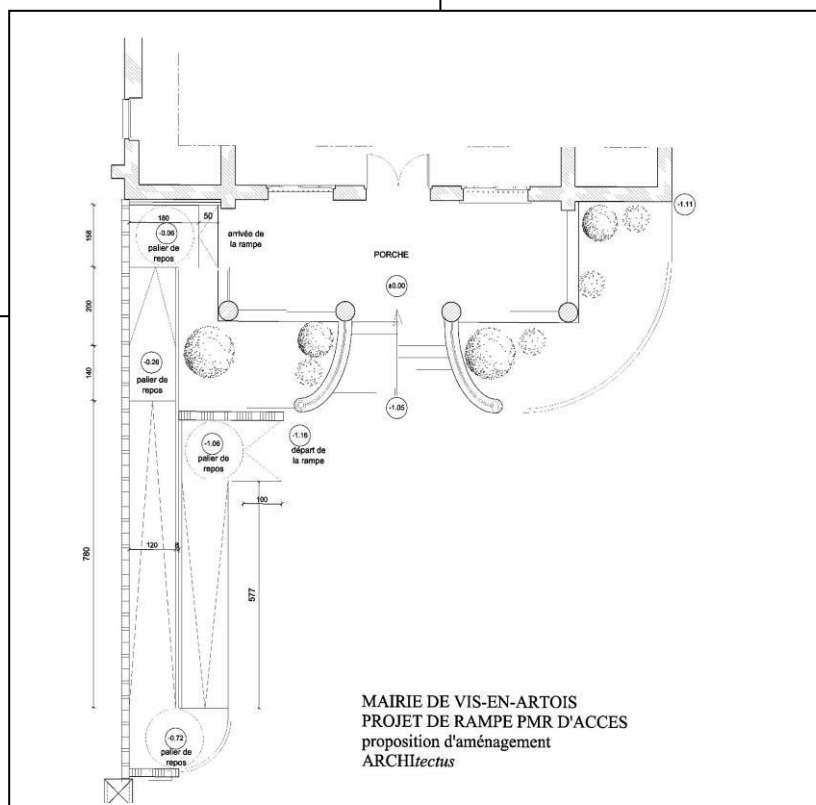 180
50
-0.06
palier de
repos
arrivée de
la rampe
158
-1.11
PORCHE
±0.00
200
-0.26
palier de
repos
140
-1.05
-1.16
départ de
la rampe
-1.06
palier de
repos
100
120
8
780
577
-0.72
palier de
repos
MAIRIE DE VIS-EN-ARTOIS
PROJET DE RAMPE PMR D'ACCES
proposition d'aménagement
ARCHItectus